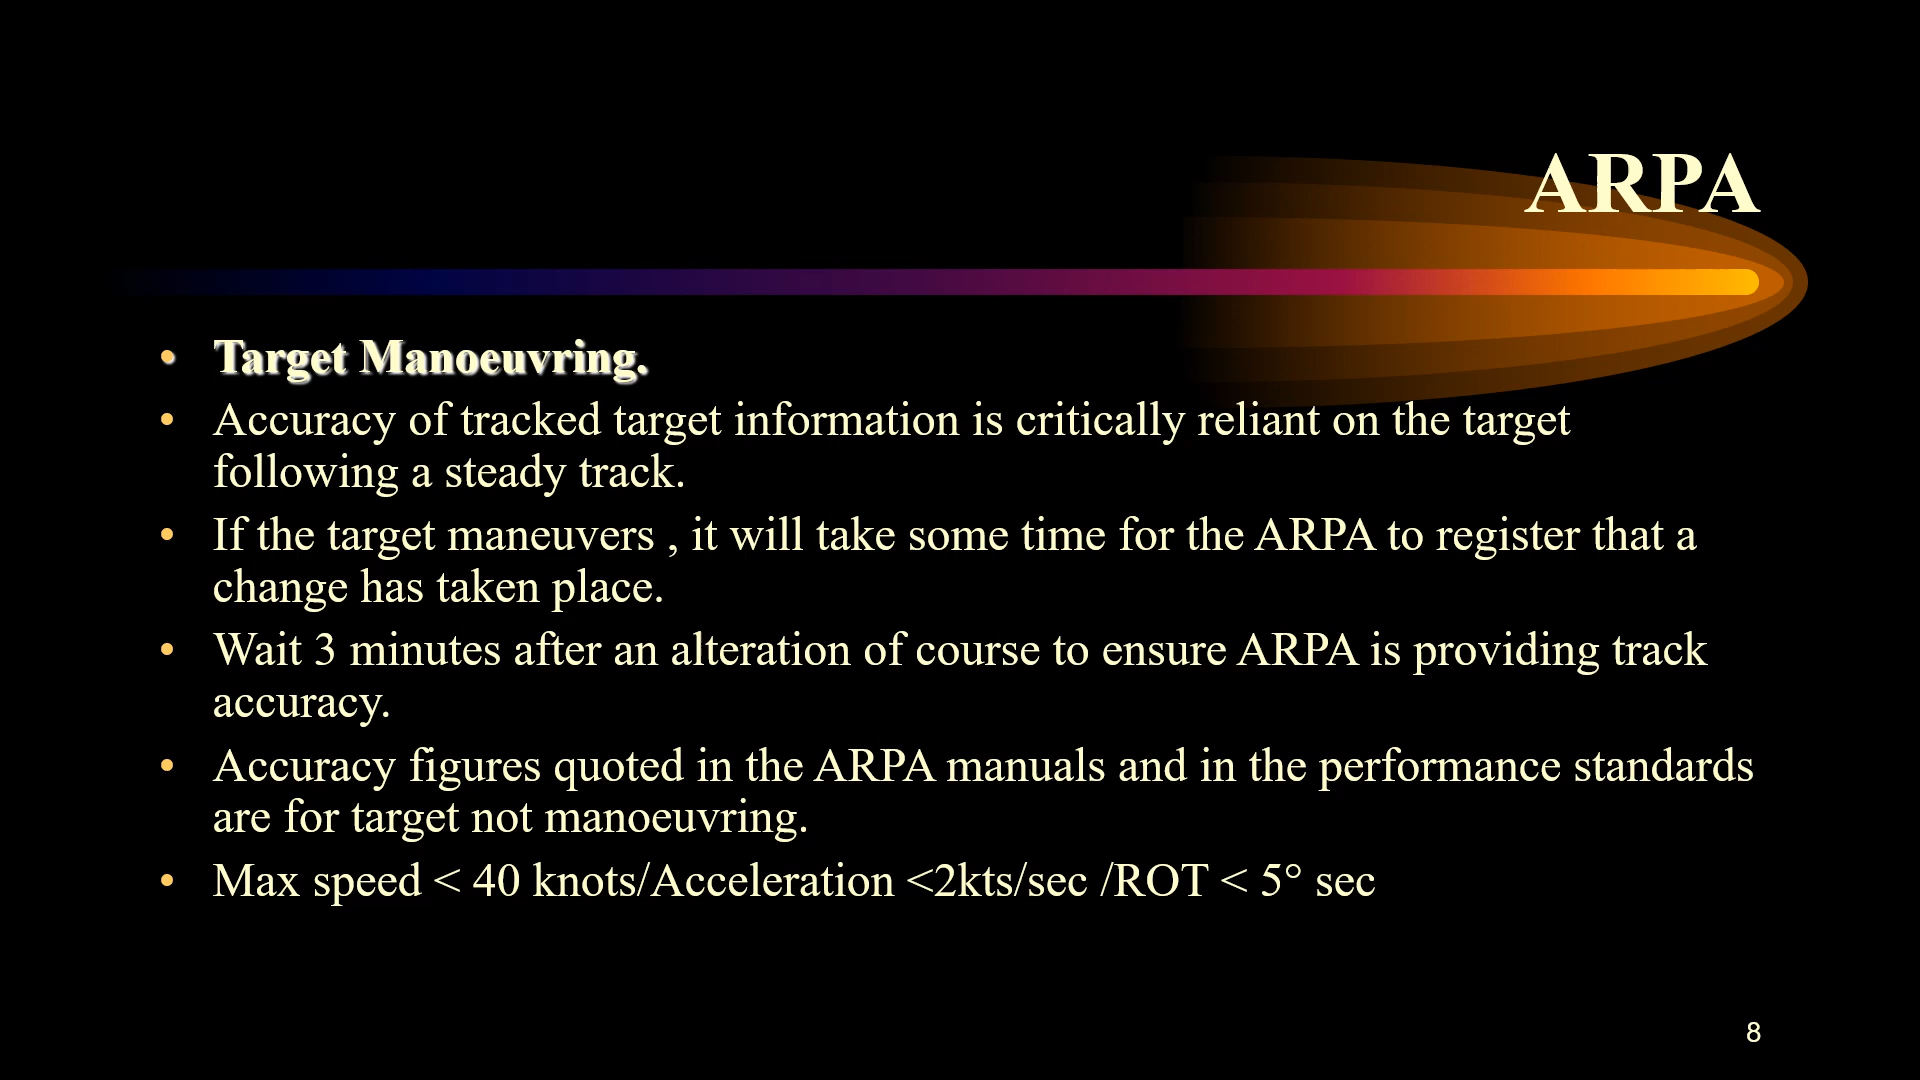 ARPA
• Target Manoeuvring.
• Accuracy of tracked target information is critically reliant on the target
following a steady track.
• If the target maneuvers , it will take some time for the ARPA to register that a
change has taken place.
• Wait 3 minutes after an alteration of course to ensure ARPA is providing track
accuracy.
• Accuracy figures quoted in the ARPA manuals and in the performance standards
are for target not manoeuvring.
• Max speed < 40 knots/Acceleration <2kts/sec /ROT < 5° sec
8